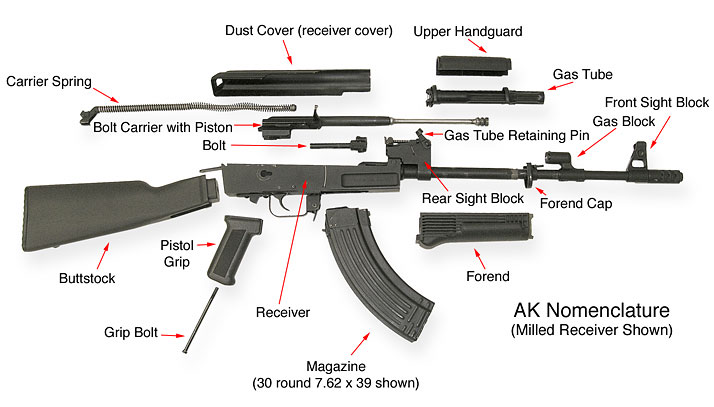 Dust Cover (receiver cover)
Upper Handguard
Carrier Spring
Gas Tube
Front Sight Block
Gas Block
Bolt Carrier with Piston
Gas Tube Retaining Pin
Bolt
Rear Sight Block
Forend Cap
Pistol
Grip
Buttstock
Forend
Receiver
Grip Bolt
AK Nomenclature
(Milled Receiver Shown)
Magazine
(30 round 7.62 x 39 shown)